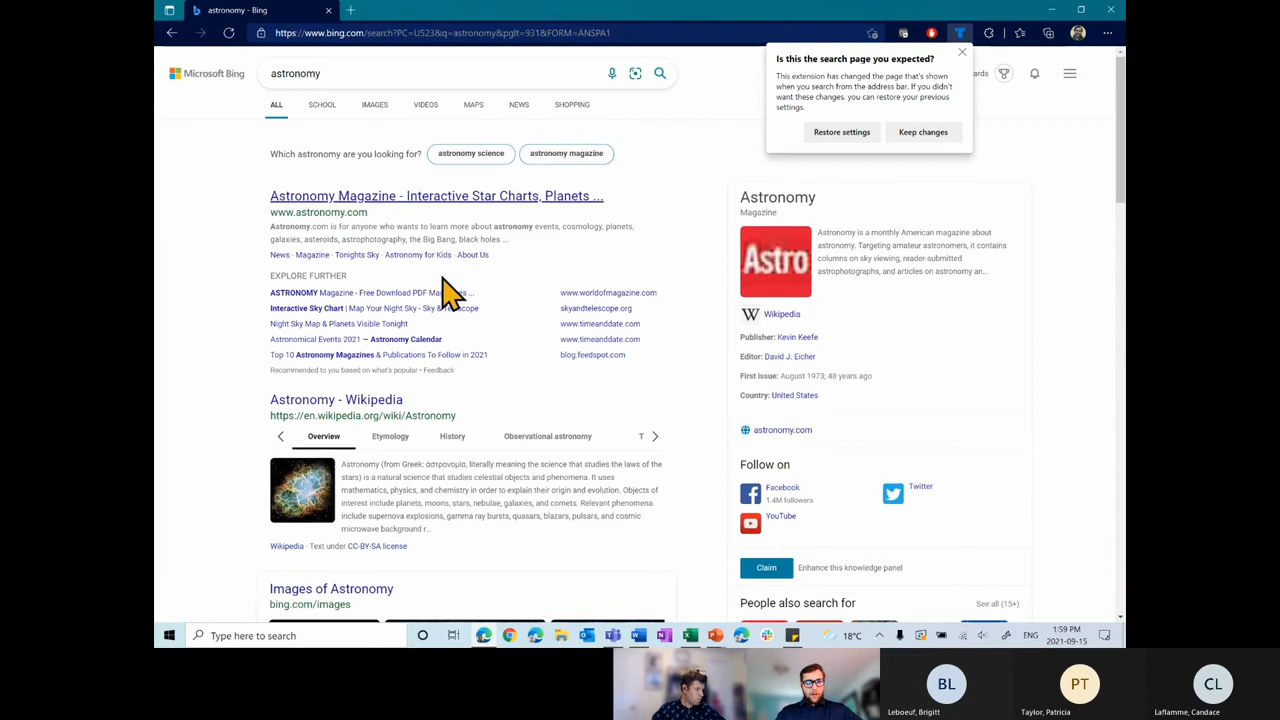 astronomy - Bing
https://www.bing.com/search?PC=U523&q=astronomy&pglt=931&FORM=ANSPA1
Microsoft Bing
astronomy
ards
Is this the search page you expected?
This extension has changed the page that's shown
when you search from the address bar. If you didn't
want these changes, you can restore your previous
settings.
Restore settings
Keep changes
ALL SCHOOL IMAGES VIDEOS MAPS NEWS SHOPPING
Which astronomy are you looking for? astronomy science astronomy magazine
Astronomy Magazine - Interactive Star Charts, Planets ...
www.astronomy.com
Astronomy.com is for anyone who wants to learn more about astronomy events, cosmology, planets,
galaxies, asteroids, astrophotography, the Big Bang, black holes ...
News · Magazine · Tonights Sky · Astronomy for Kids · About Us
EXPLORE FURTHER
ASTRONOMY Magazine - Free Download PDF ... www.worldofmagazine.com
Interactive Sky Chart | Map Your Night Sky - Sky & skyandtelescope.org
Night Sky Map & Planets Visible Tonight www.timeanddate.com
Astronomical Events 2021 — Astronomy Calendar www.timeanddate.com
Top 10 Astronomy Magazines & Publications To Follow in 2021 blog.feedspot.com
Recommended to you based on what's popular • Feedback
Astronomy - Wikipedia
https://en.wikipedia.org/wiki/Astronomy
Overview Etymology History Observational astronomy T
Astronomy (from Greek: ἀστρονομία, literally meaning the science that studies the laws of the
stars) is a natural science that studies celestial objects and phenomena. It uses
mathematics, physics, and chemistry in order to explain their origin and evolution. Objects of
interest include planets, moons, stars, nebulae, galaxies, and comets. Relevant phenomena
include supernova explosions, gamma ray bursts, quasars, blazars, pulsars, and cosmic
microwave background r...
Wikipedia · Text under CC-BY-SA license
Images of Astronomy
bing.com/images
Astronomy
Magazine
Astro
Astronomy is a monthly American magazine about
astronomy. Targeting amateur astronomers, it contains
columns on sky viewing, reader-submitted
astrophotographs, and articles on astronomy an...
W Wikipedia
Publisher: Kevin Keefe
Editor: David J. Eicher
First issue: August 1973; 48 years ago
Country: United States
astronomy.com
Follow on
Facebook
1.4M followers
Twitter
YouTube
Claim Enhance this knowledge panel
People also search for See all (15+)
Type here to search
18°C
ENG
1:59 PM
2021-09-15
BL
Leboeuf, Brigitt
PT
Taylor, Patricia
CL
Laflamme, Candace